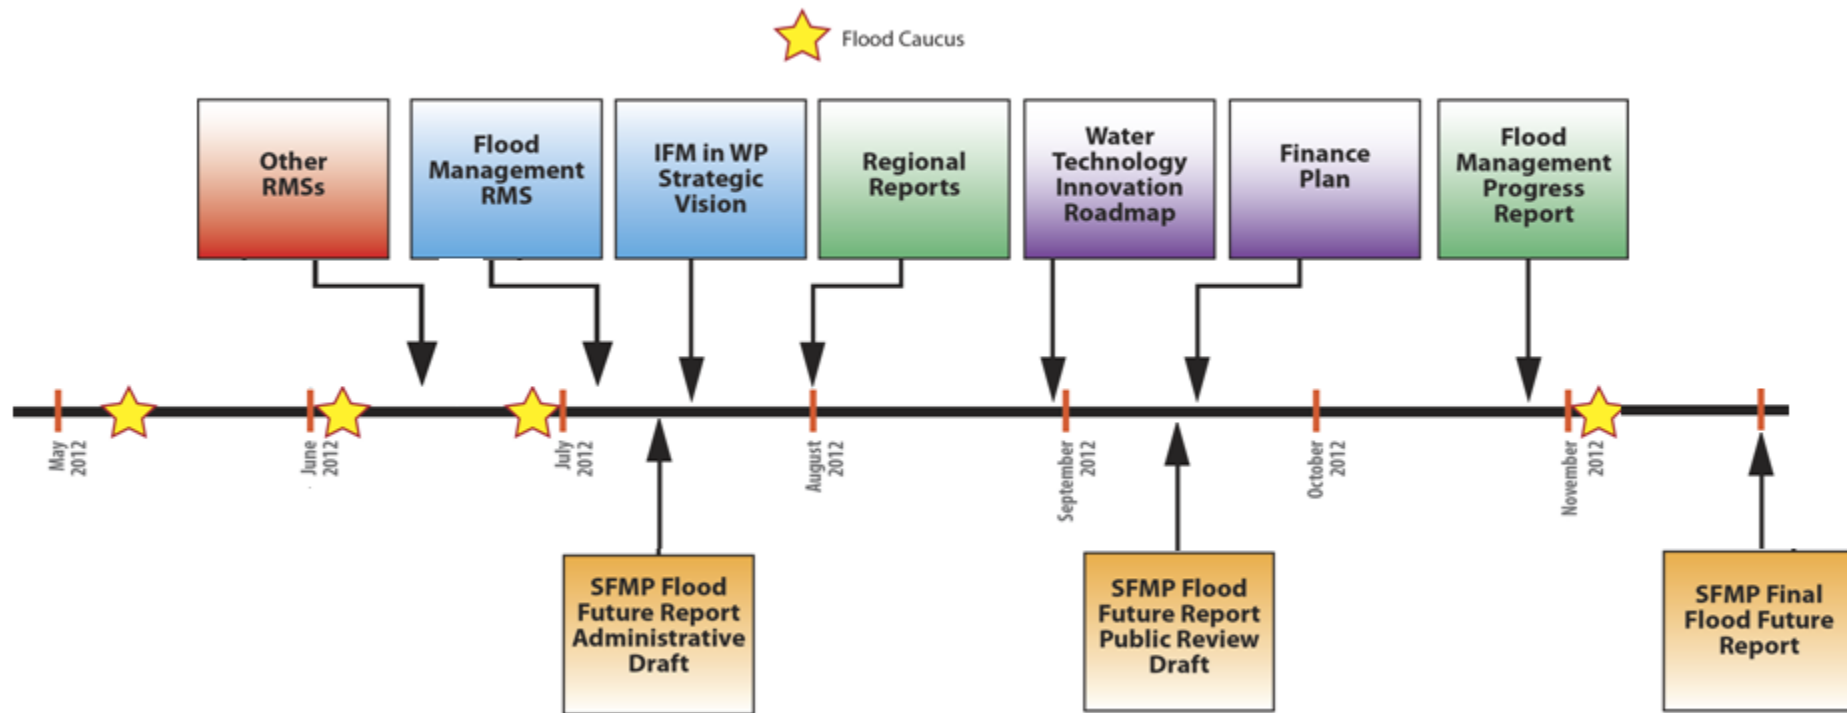 Flood Caucus
Other
RMSs
Flood
Management
RMS
IFM in WP
Strategic
Vision
Regional
Reports
Water
Technology
Innovation
Roadmap
Finance
Plan
Flood
Management
Progress
Report
May
2012
June
2012
July
2012
August
2012
September
2012
October
2012
November
2012
SFMP Flood
Future Report
Administrative
Draft
SFMP Flood
Future Report
Public Review
Draft
SFMP Final
Flood Future
Report